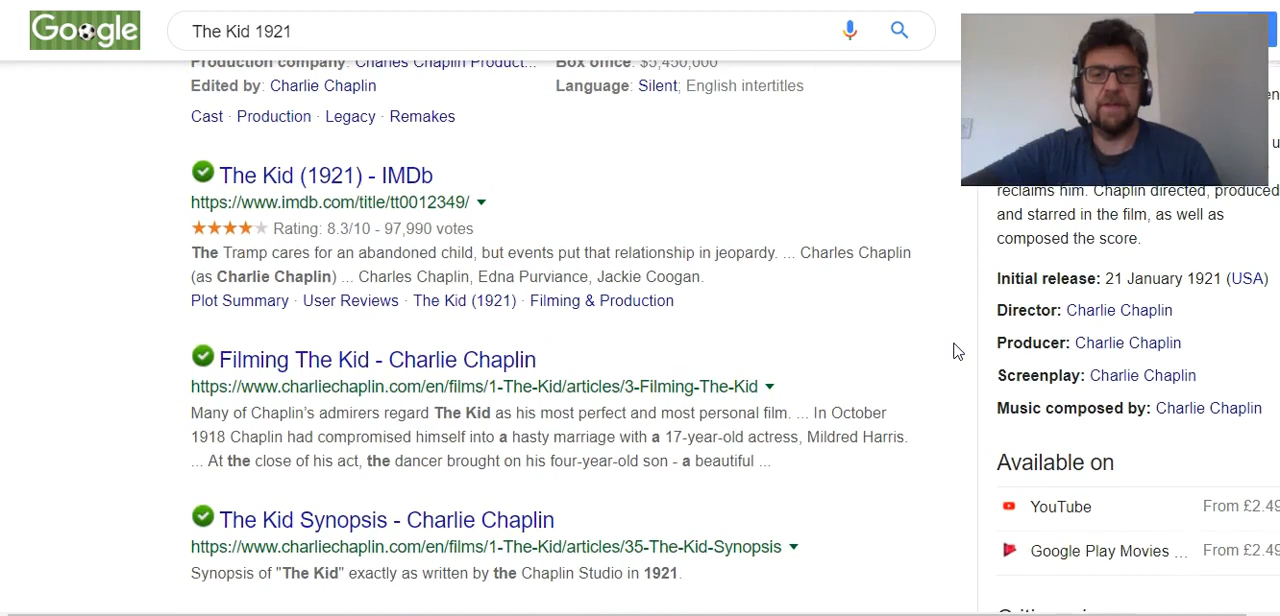 Google
The Kid 1921
Production company: Charles Chaplin Product...
Box office: $5,450,000
Edited by: Charlie Chaplin
Language: Silent; English intertitles
Cast · Production · Legacy · Remakes
The Kid (1921) - IMDb
https://www.imdb.com/title/tt0012349/
Rating: 8.3/10 - 97,990 votes
The Tramp cares for an abandoned child, but events put that relationship in jeopardy. ... Charles Chaplin
(as Charlie Chaplin) ... Charles Chaplin, Edna Purviance, Jackie Coogan.
Plot Summary · User Reviews · The Kid (1921) · Filming & Production
Filming The Kid - Charlie Chaplin
https://www.charliechaplin.com/en/films/1-The-Kid/articles/3-Filming-The-Kid
Many of Chaplin's admirers regard The Kid as his most perfect and most personal film. ... In October
1918 Chaplin had compromised himself into a hasty marriage with a 17-year-old actress, Mildred Harris.
... At the close of his act, the dancer brought on his four-year-old son - a beautiful ...
The Kid Synopsis - Charlie Chaplin
https://www.charliechaplin.com/en/films/1-The-Kid/articles/35-The-Kid-Synopsis
Synopsis of "The Kid" exactly as written by the Chaplin Studio in 1921.
reclaims him. Chaplin directed, produced
and starred in the film, as well as
composed the score.
Initial release: 21 January 1921 (USA)
Director: Charlie Chaplin
Producer: Charlie Chaplin
Screenplay: Charlie Chaplin
Music composed by: Charlie Chaplin
Available on
YouTube
From £2.49
Google Play Movies ...
From £2.49